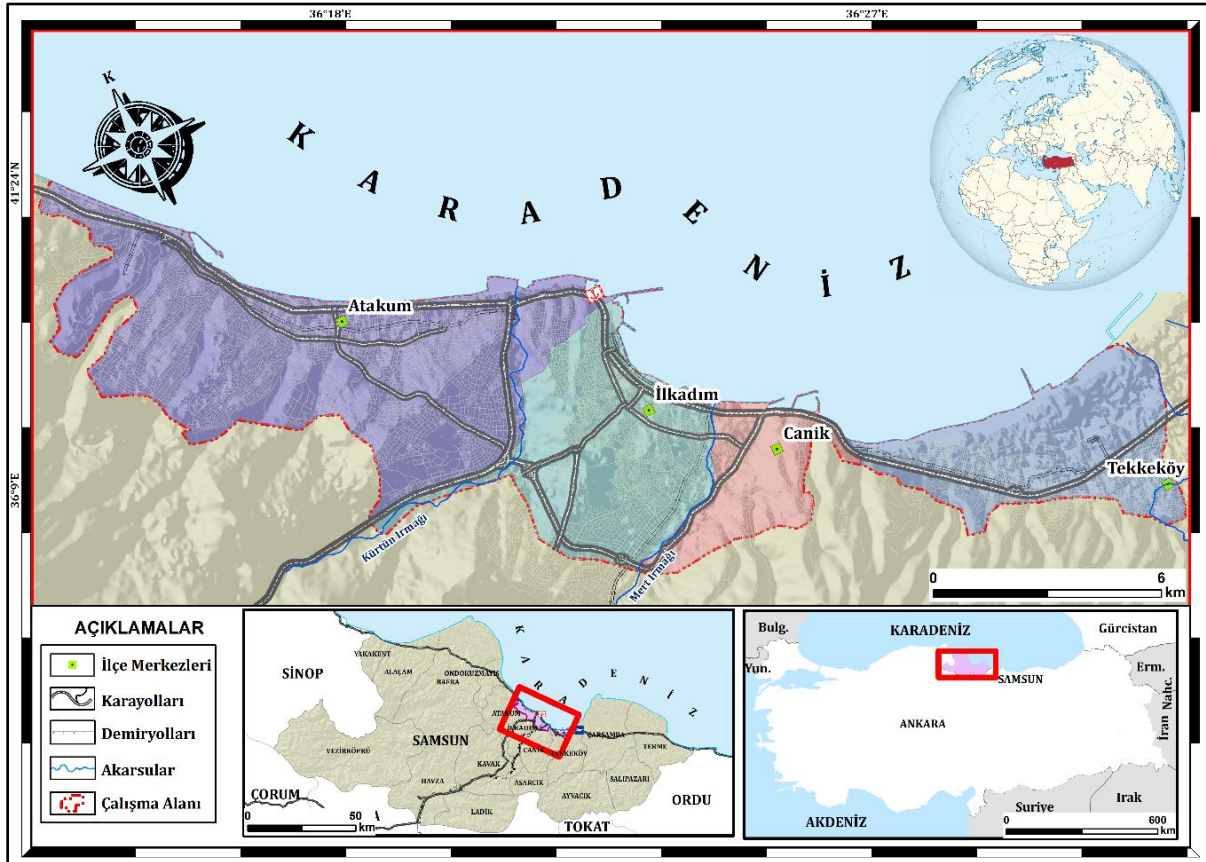 36°18'E
36°27'E
41°24'N
36°9'E
K
KARADENİZ
Atakum
İlkadım
Canik
Tekkeköy
Kürtün Irmağı
Mert Irmağı
0 6
km
AÇIKLAMALAR
İlçe Merkezleri
Karayolları
Demiryolları
Akarsular
Çalışma Alanı
KARADENİZ
SİNOP
YAKAKENT
ALAÇAM
ONDOKUZMAYIS
BAFRA
ATAKUM
İLKADIM
ÇARŞAMBA
TERME
VEZİRKÖPRÜ
SAMSUN
CANİK
TEKKEKÖY
KAVAK
ASARCIK
SALIPAZARI
HAVZA
AYVACIK
LADİK
ÇORUM
ORDU
TOKAT
0 50
km
A
Bulg.
KARADENİZ
Gürcistan
Yun.
Erm.
SAMSUN
Nahc.
ANKARA
İran
Suriye
Irak
AKDENİZ
0 600
km